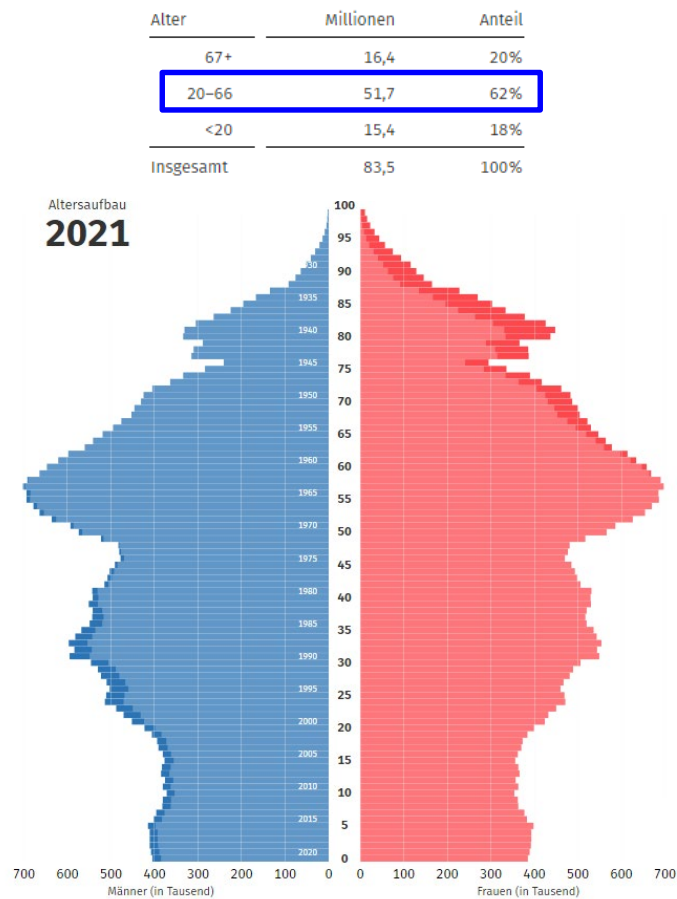 Alter Millionen Anteil
67+ 16,4 20%
20–66 51,7 62%
<20 15,4 18%
Insgesamt 83,5 100%
Altersaufbau
2021
100
95
90
1935 85
1940 80
1945 75
1950 70
1955 65
1960 60
1965 55
1970 50
1975 45
1980 40
1985 35
1990 30
1995 25
2000 20
2005 15
2010 10
2015 5
2020 0
700 600 500 400 300 200 100 0 0 100 200 300 400 500 600 700
Männer (in Tausend) Frauen (in Tausend)